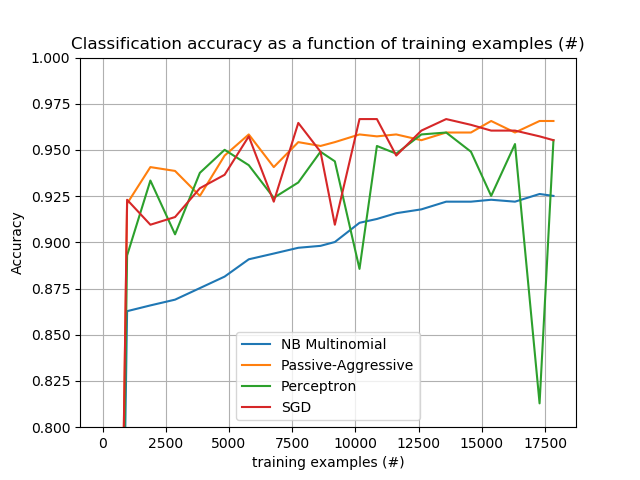 Classification accuracy as a function of training examples (#)
1.000
0.975
0.950
0.925
0.900
0.875
0.850
0.825
0.800
Accuracy
NB Multinomial
Passive-Aggressive
Perceptron
SGD
0 2500 5000 7500 10000 12500 15000 17500
training examples (#)